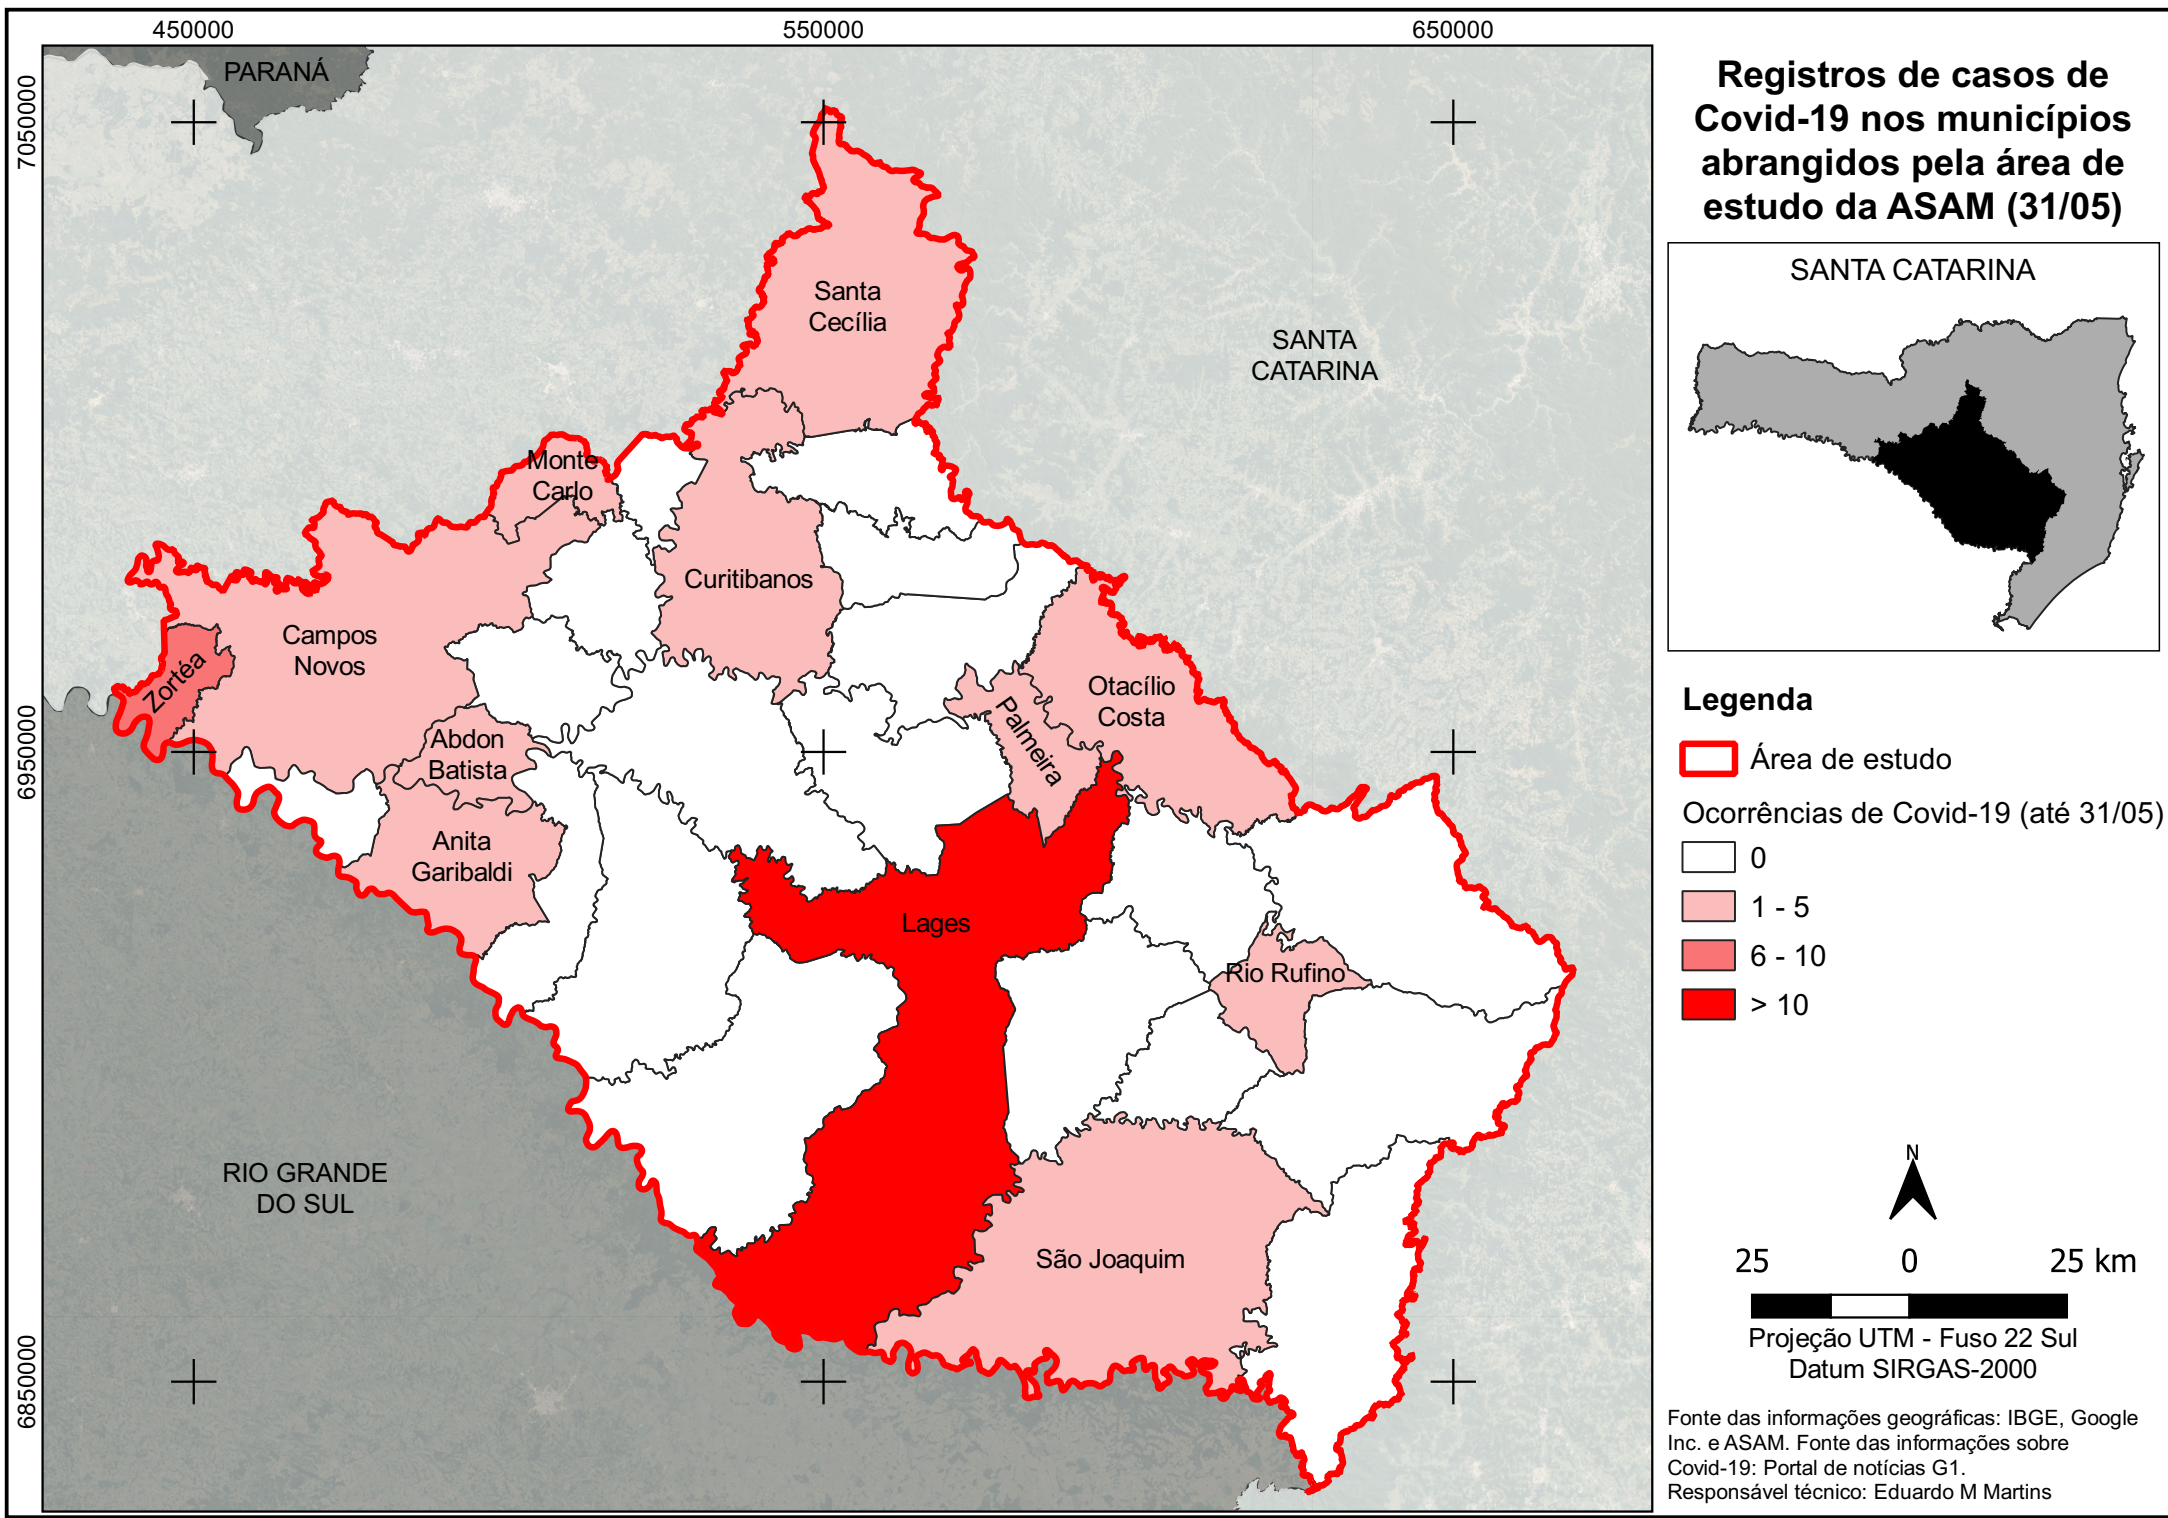 450000
550000
650000
7050000
6950000
6850000
PARANÁ
Santa
Cecília
SANTA
CATARINA
Monte
Carlo
Curitibanos
Campos
Novos
Zortéa
Otacílio
Costa
Palmeira
Abdon
Batista
Anita
Garibaldi
Lages
Rio Rufino
RIO GRANDE
DO SUL
São Joaquim
Registros de casos de
Covid-19 nos municípios
abrangidos pela área de
estudo da ASAM (31/05)
SANTA CATARINA
Legenda
Área de estudo
Ocorrências de Covid-19 (até 31/05)
0
1 - 5
6 - 10
> 10
N
25 0 25 km
Projeção UTM - Fuso 22 Sul
Datum SIRGAS-2000
Fonte das informações geográficas: IBGE, Google
Inc. e ASAM. Fonte das informações sobre
Covid-19: Portal de notícias G1.
Responsável técnico: Eduardo M Martins